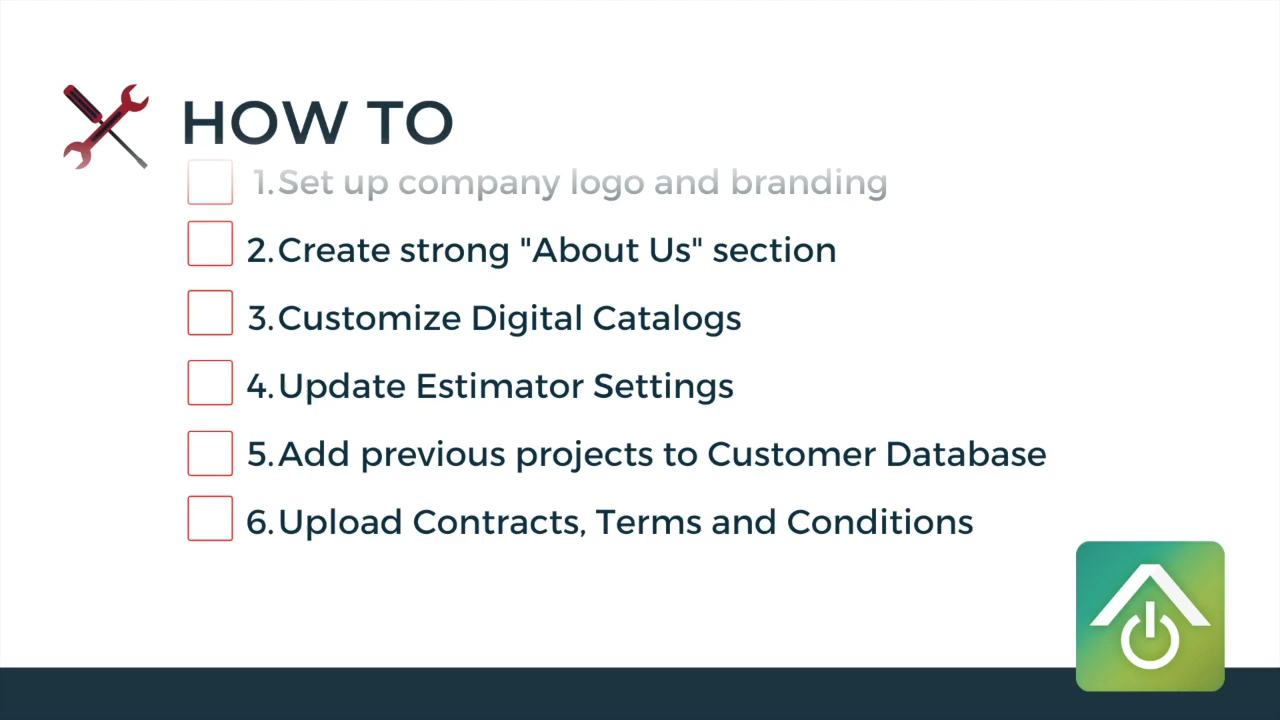 HOW TO
1. Set up company logo and branding
2. Create strong "About Us" section
3. Customize Digital Catalogs
4. Update Estimator Settings
5. Add previous projects to Customer Database
6. Upload Contracts, Terms and Conditions